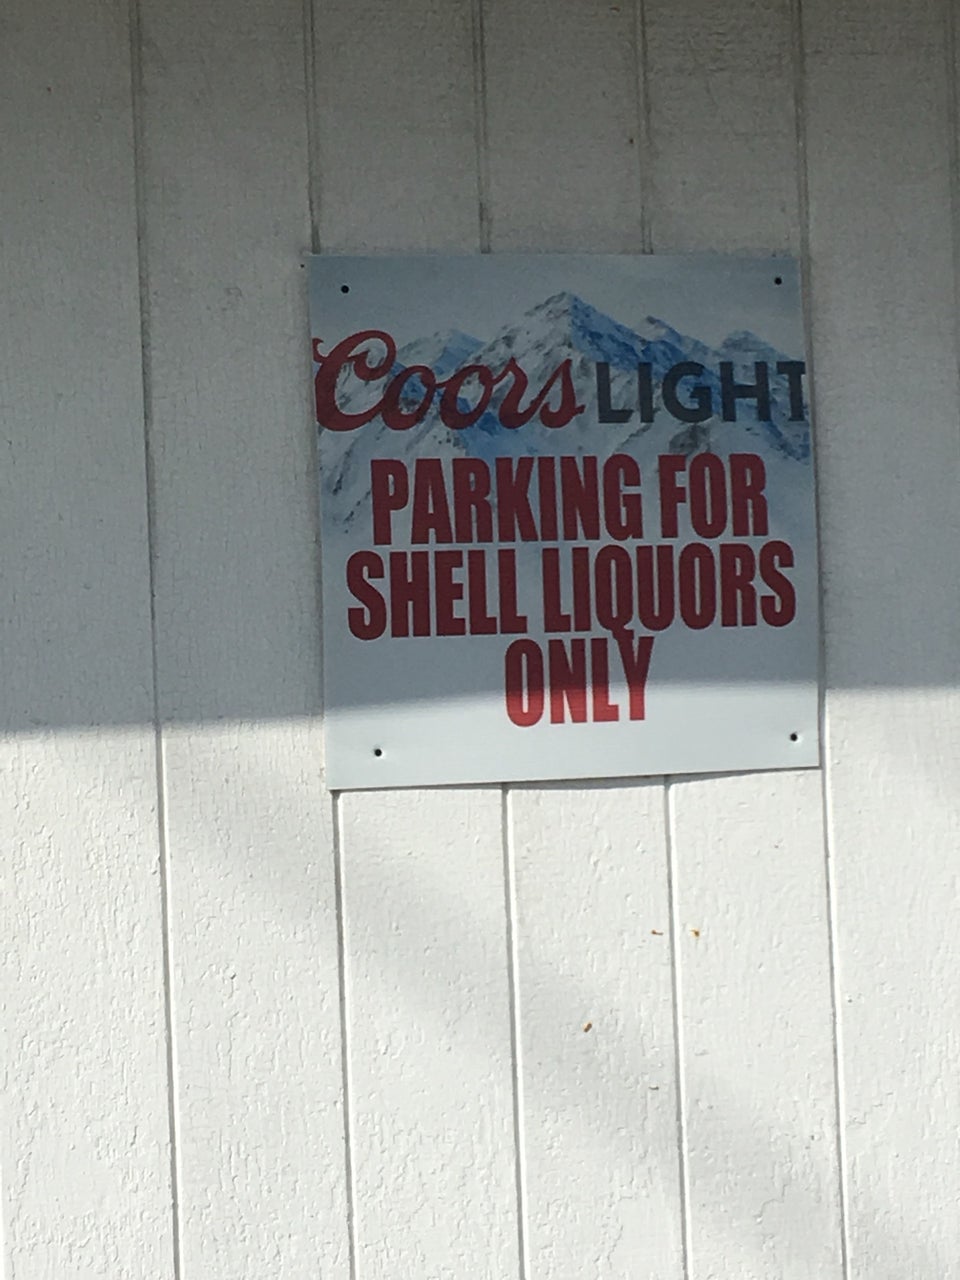 Coors LIGHT
PARKING FOR
SHELL LIQUORS
ONLY